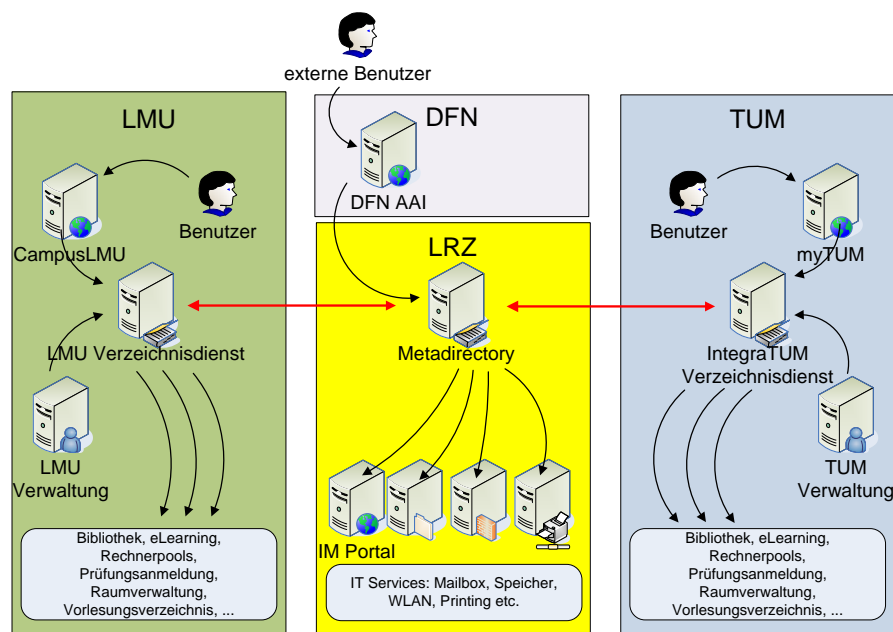 externe Benutzer
LMU
CampusLMU
Benutzer
LMU Verzeichnisdienst
LMU
Verwaltung
Bibliothek, eLearning,
Rechnerpools,
Prüfungsanmeldung,
Raumverwaltung,
Vorlesungsverzeichnis, ...
DFN
DFN AAI
LRZ
Metadirectory
IM Portal
IT Services: Mailbox, Speicher,
WLAN, Printing etc.
TUM
Benutzer
myTUM
IntegraTUM
Verzeichnisdienst
TUM
Verwaltung
Bibliothek, eLearning,
Rechnerpools,
Prüfungsanmeldung,
Raumverwaltung,
Vorlesungsverzeichnis, ...